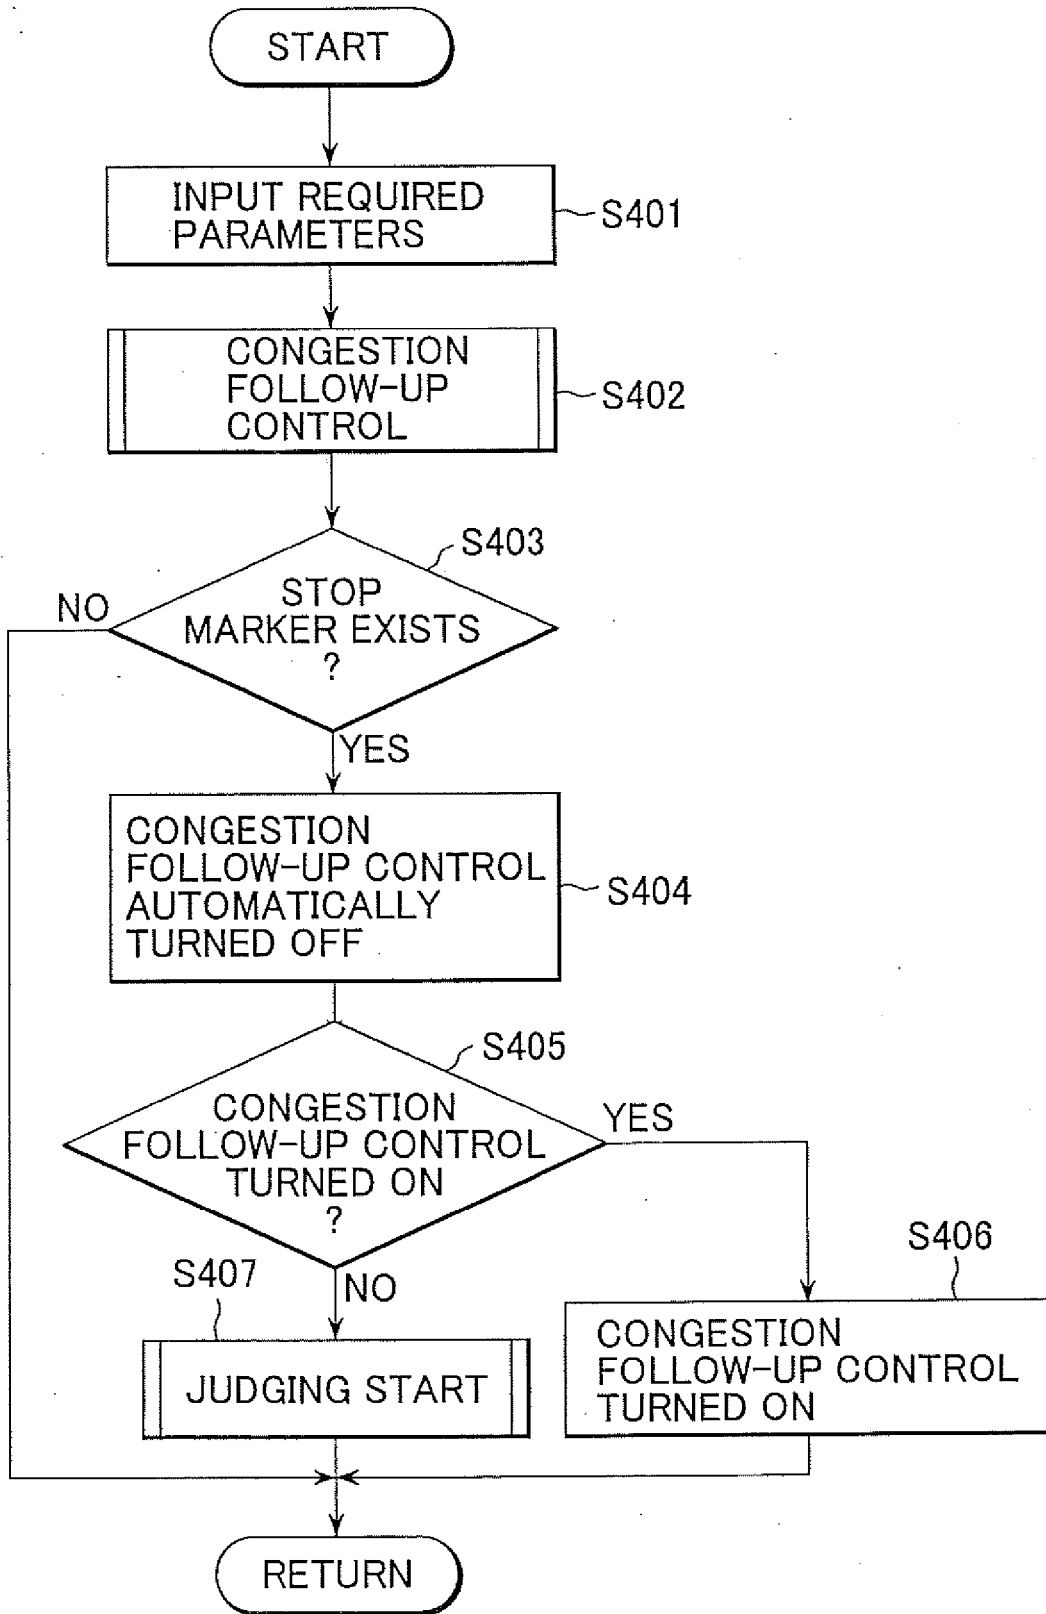 START
INPUT REQUIRED
PARAMETERS
S401
CONGESTION
FOLLOW-UP
CONTROL
S402
S403
STOP
MARKER EXISTS
?
NO
YES
CONGESTION
FOLLOW-UP CONTROL
AUTOMATICALLY
TURNED OFF
S404
S405
CONGESTION
FOLLOW-UP CONTROL
TURNED ON
?
YES
NO
S407
JUDGING START
S406
CONGESTION
FOLLOW-UP CONTROL
TURNED ON
RETURN